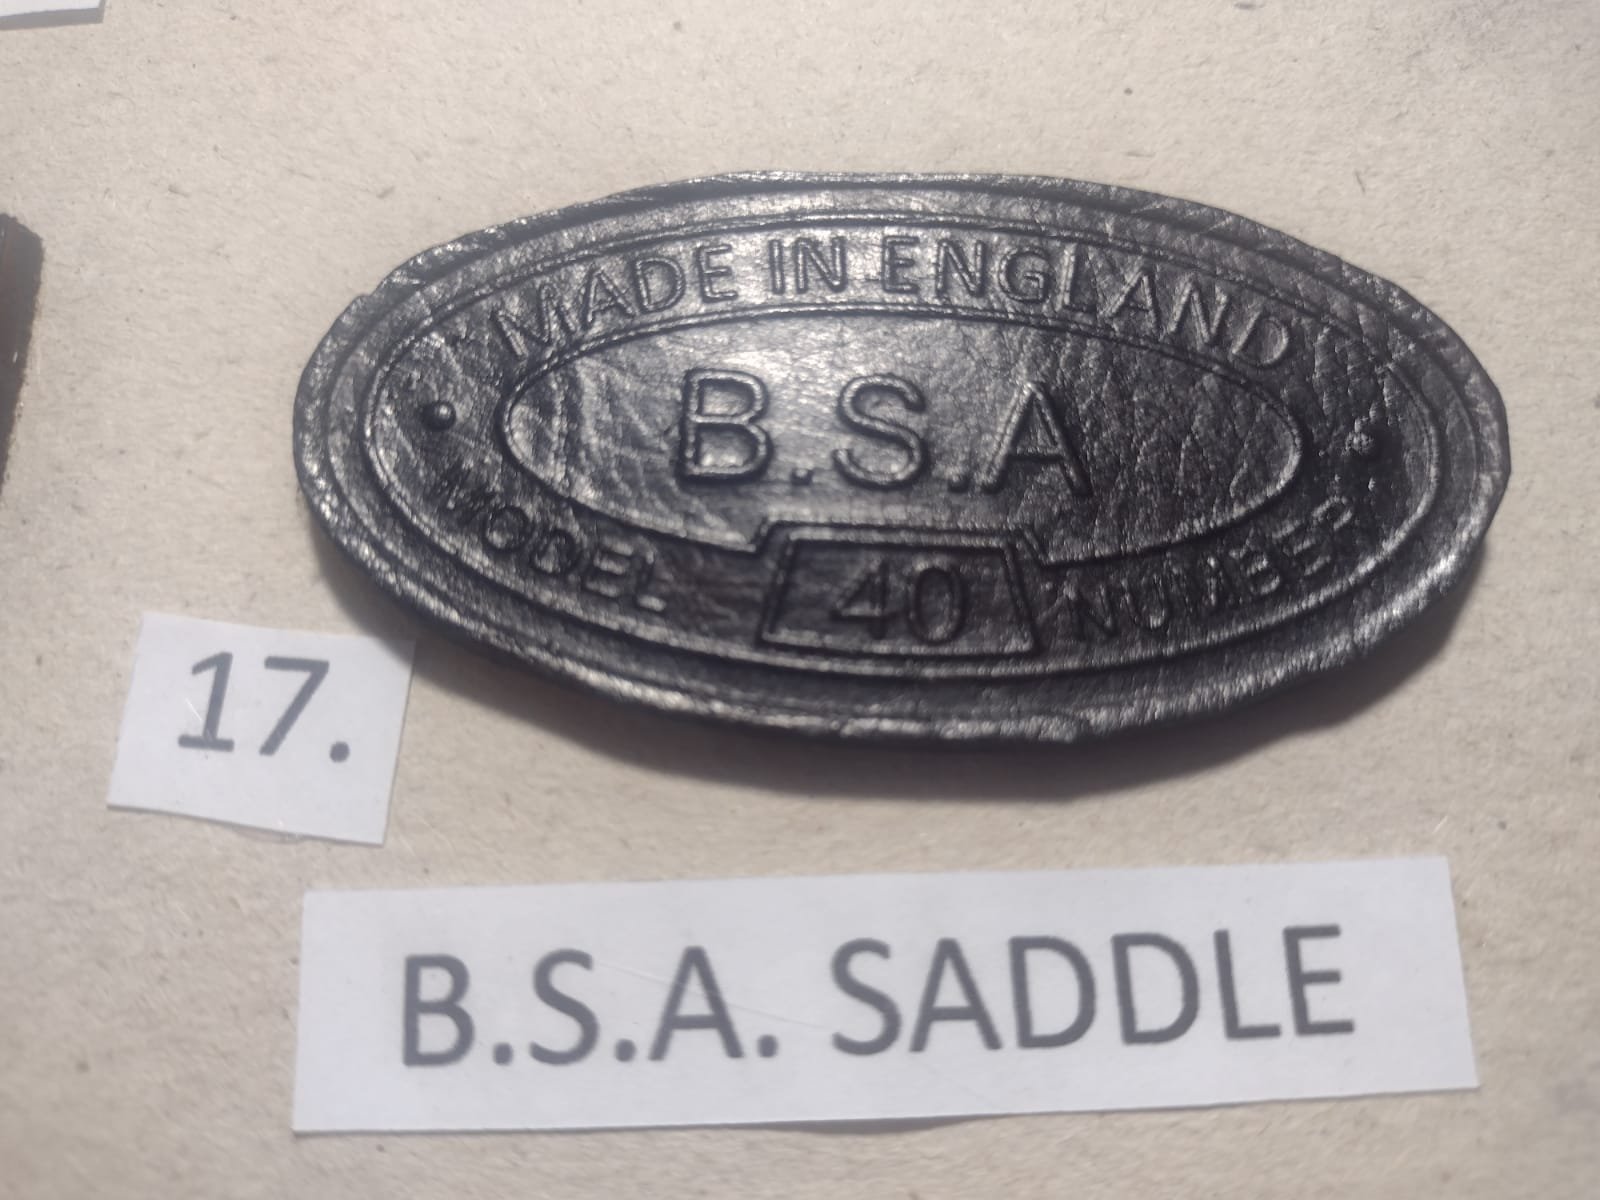 MADE IN ENGLAND
B.S.A
MODEL 40 NUMBER
17.
B.S.A. SADDLE